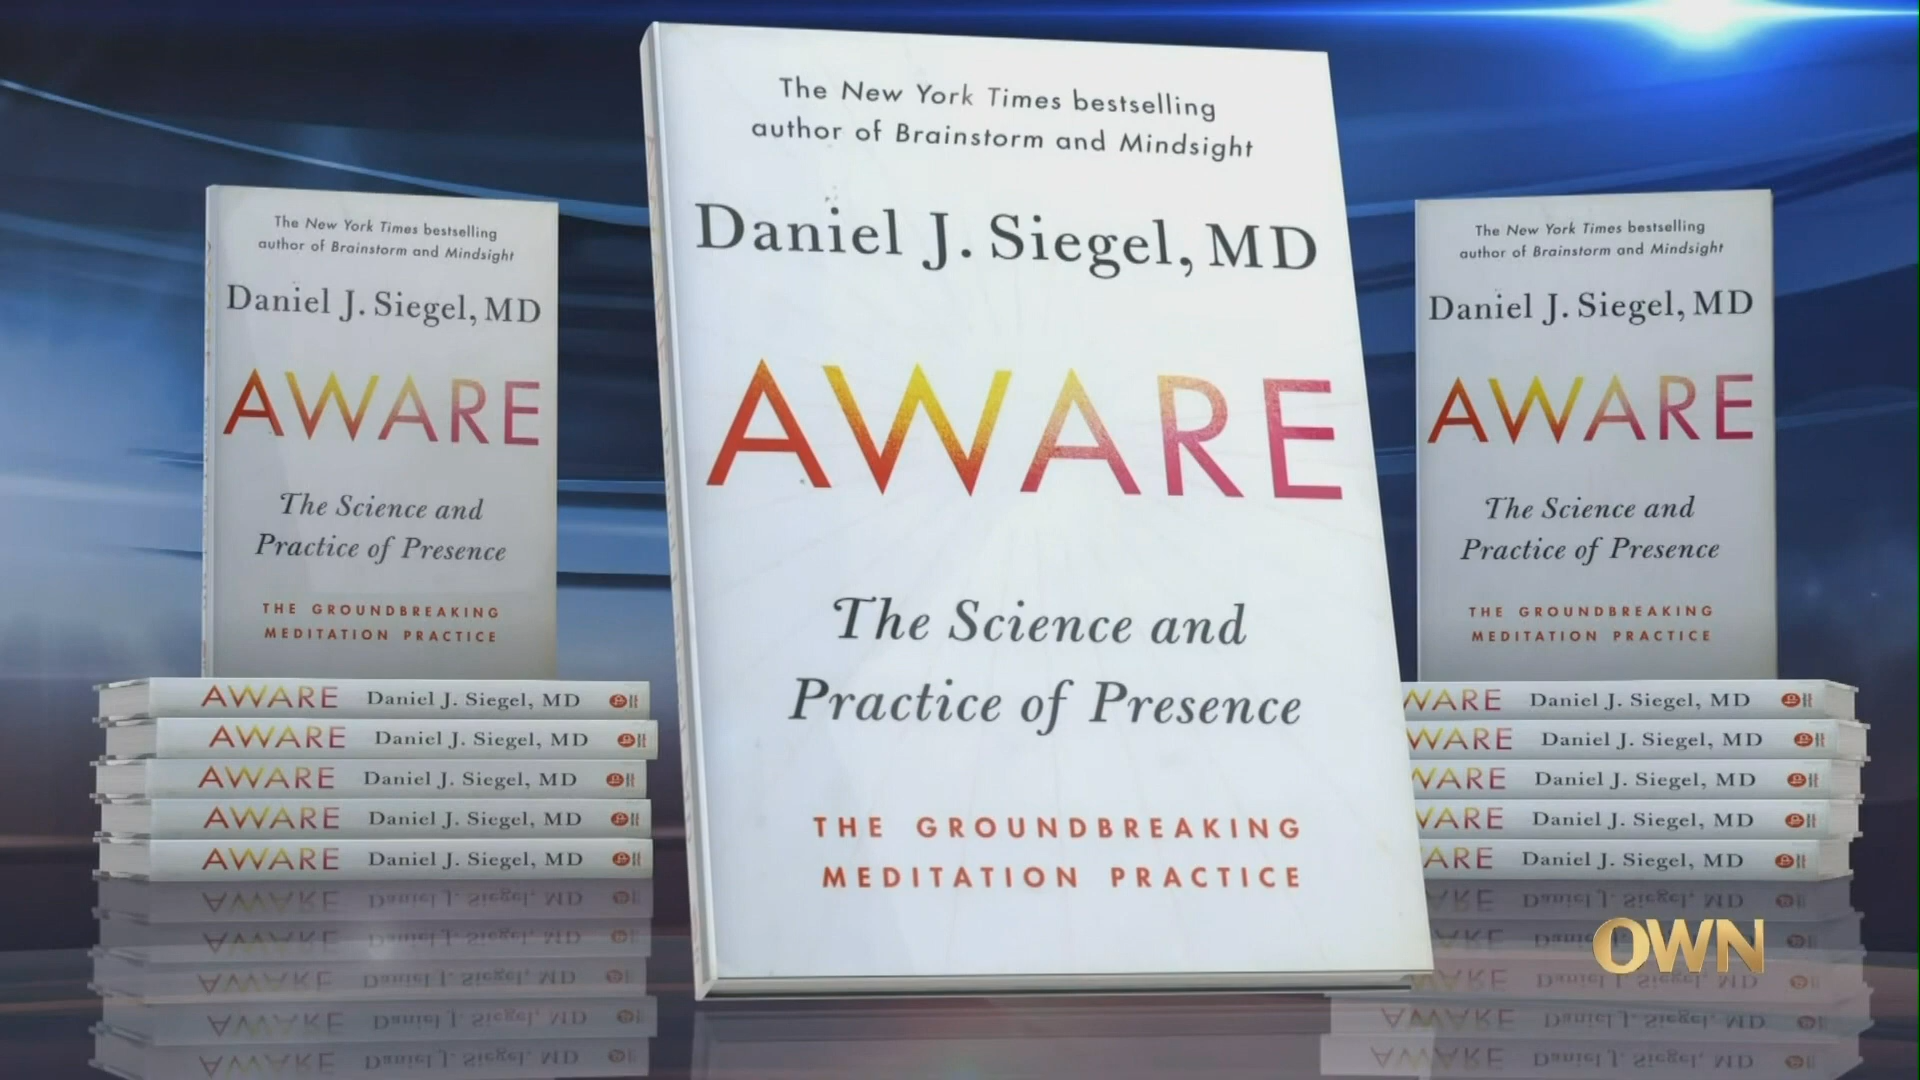 The New York Times bestselling
author of Brainstorm and Mindsight
Daniel J. Siegel, MD
AWARE
The Science and
Practice of Presence
THE GROUNDBREAKING
MEDITATION PRACTICE
AWARE Daniel J. Siegel, MD
AWARE Daniel J. Siegel, MD
AWARE Daniel J. Siegel, MD
AWARE Daniel J. Siegel, MD
AWARE Daniel J. Siegel, MD
The New York Times bestselling
author of Brainstorm and Mindsight
Daniel J. Siegel, MD
AWARE
The Science and
Practice of Presence
THE GROUNDBREAKING
MEDITATION PRACTICE
The New York Times bestselling
author of Brainstorm and Mindsight
Daniel J. Siegel, MD
AWARE
The Science and
Practice of Presence
THE GROUNDBREAKING
MEDITATION PRACTICE
WARE Daniel J. Siegel, MD
WARE Daniel J. Siegel, MD
WARE Daniel J. Siegel, MD
WARE Daniel J. Siegel, MD
ARE Daniel J. Siegel, MD
OWN